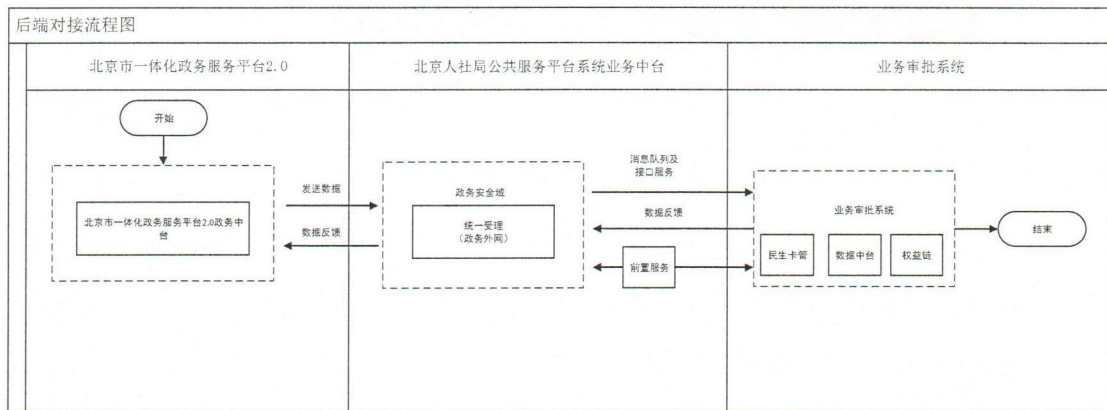 后端对接流程图
北京市一体化政务服务平台2.0
北京人社局公共服务平台系统业务中台
业务审批系统
开始
北京市一体化政务服务平台2.0政务中
台
发送数据
数据反馈
政务安全域
统一受理
（政务外网）
消息队列及
接口服务
数据反馈
前置服务
业务审批系统
民生卡管
数据中台
权益链
结束